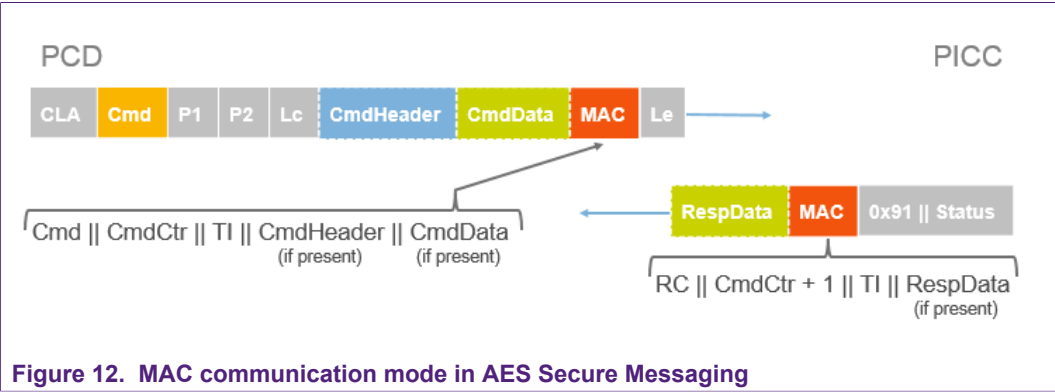 PCD
PICC
CLA Cmd P1 P2 Lc CmdHeader CmdData MAC Le
RespData MAC 0x91 || Status
Cmd || CmdCtr || TI || CmdHeader || CmdData
(if present) (if present)
RC || CmdCtr + 1 || TI || RespData
(if present)
Figure 12. MAC communication mode in AES Secure Messaging